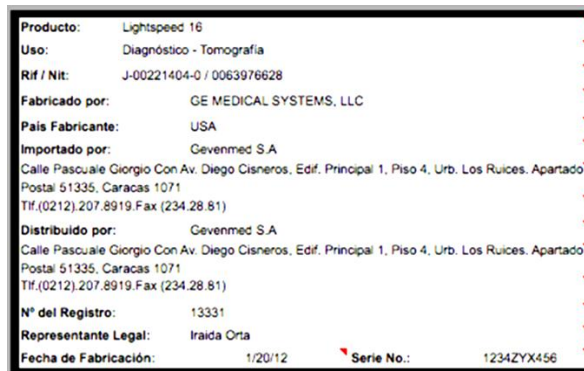 Producto: Lightspeed 16
Uso: Diagnóstico - Tomografía
Rif / Nit: J-00221404-0 / 0063976628
Fabricado por: GE MEDICAL SYSTEMS, LLC
País Fabricante: USA
Importado por: Gevenmed S.A
Calle Pascuale Giorgio Con Av. Diego Cisneros, Edif. Principal 1, Piso 4, Urb. Los Ruices. Apartado
Postal 51335, Caracas 1071
Tlf.(0212).207.8919.Fax (234.28.81)
Distribuido por: Gevenmed S.A
Calle Pascuale Giorgio Con Av. Diego Cisneros, Edif. Principal 1, Piso 4, Urb. Los Ruices. Apartado
Postal 51335, Caracas 1071
Tlf.(0212).207.8919.Fax (234.28.81)
Nº del Registro: 13331
Representante Legal: Iraida Orta
Fecha de Fabricación: 1/20/12 Serie No.: 1234ZYX456